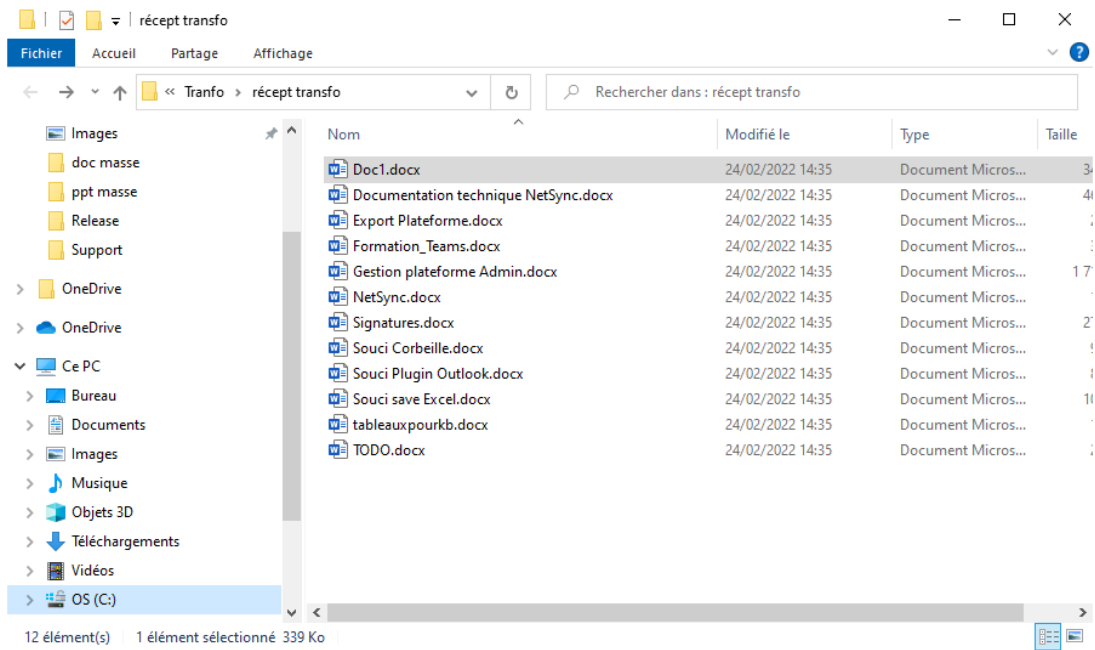 récept transfo
Fichier Accueil Partage Affichage
« Tranfo > récept transfo Rechercher dans : récept transfo
Images
doc masse
ppt masse
Release
Support
OneDrive
OneDrive
Ce PC
Bureau
Documents
Images
Musique
Objets 3D
Téléchargements
Vidéos
OS (C:)
Nom Modifié le Type Taille
Doc1.docx 24/02/2022 14:35 Document Micros...
Documentation technique NetSync.docx 24/02/2022 14:35 Document Micros...
Export Plateforme.docx 24/02/2022 14:35 Document Micros...
Formation_Teams.docx 24/02/2022 14:35 Document Micros...
Gestion plateforme Admin.docx 24/02/2022 14:35 Document Micros...
NetSync.docx 24/02/2022 14:35 Document Micros...
Signatures.docx 24/02/2022 14:35 Document Micros...
Souci Corbeille.docx 24/02/2022 14:35 Document Micros...
Souci Plugin Outlook.docx 24/02/2022 14:35 Document Micros...
Souci save Excel.docx 24/02/2022 14:35 Document Micros...
tableauxpourkb.docx 24/02/2022 14:35 Document Micros...
TODO.docx 24/02/2022 14:35 Document Micros...
12 élément(s) 1 élément sélectionné 339 Ko